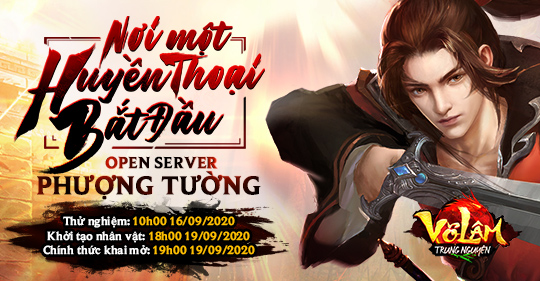 Nơi một
Huyền Thoại
Bắt Đầu
OPEN SERVER
PHƯỢNG TƯỜNG
Thử nghiệm: 10h00 16/09/2020
Khởi tạo nhân vật: 18h00 19/09/2020
Chính thức khai mở: 19h00 19/09/2020
VÕ LÂM
TRUNG NGUYÊN